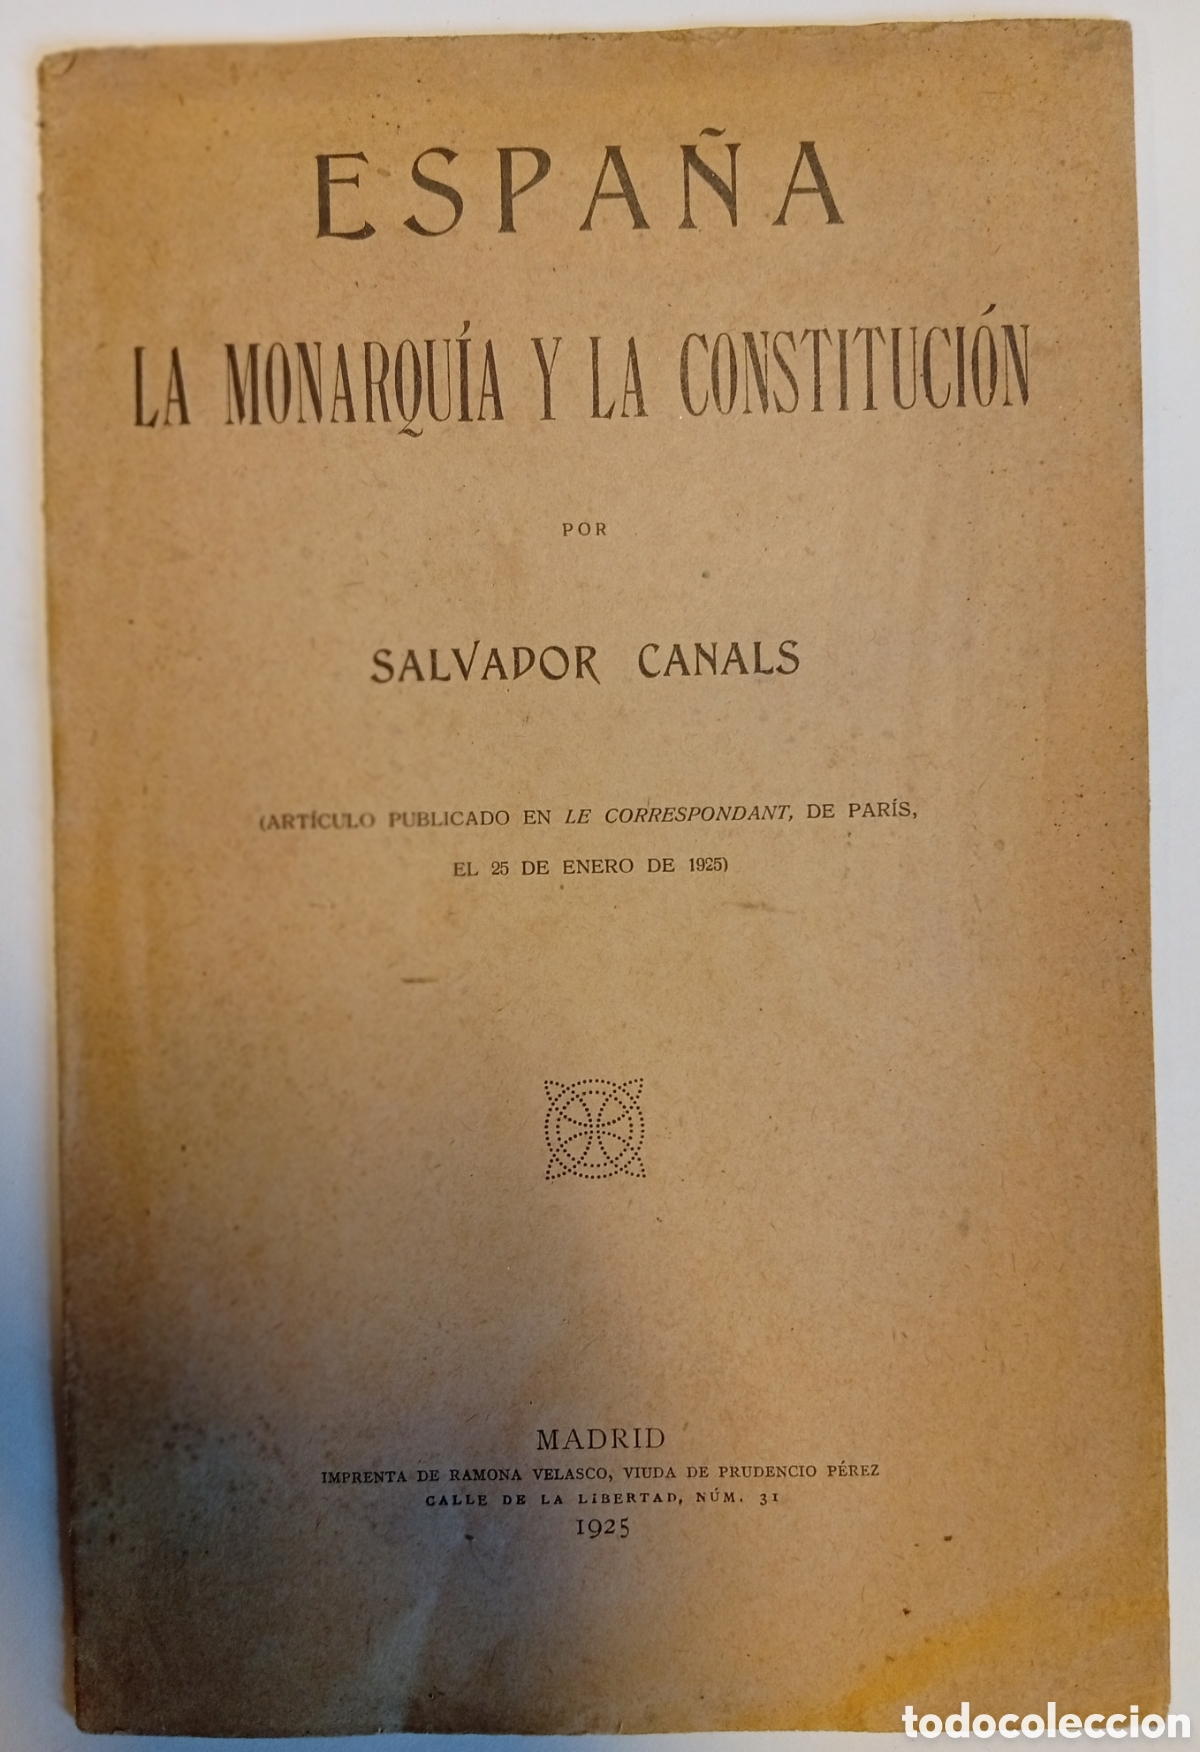 ESPAÑA
LA MONARQUÍA Y LA CONSTITUCIÓN
POR
SALVADOR CANALS
(ARTÍCULO PUBLICADO EN LE CORRESPONDANT, DE PARÍS,
EL 25 DE ENERO DE 1925)
MADRID
IMPRENTA DE RAMONA VELASCO, VIUDA DE PRUDENCIO PÉREZ
CALLE DE LA LIBERTAD, NÚM. 31
1925
todocoleccion